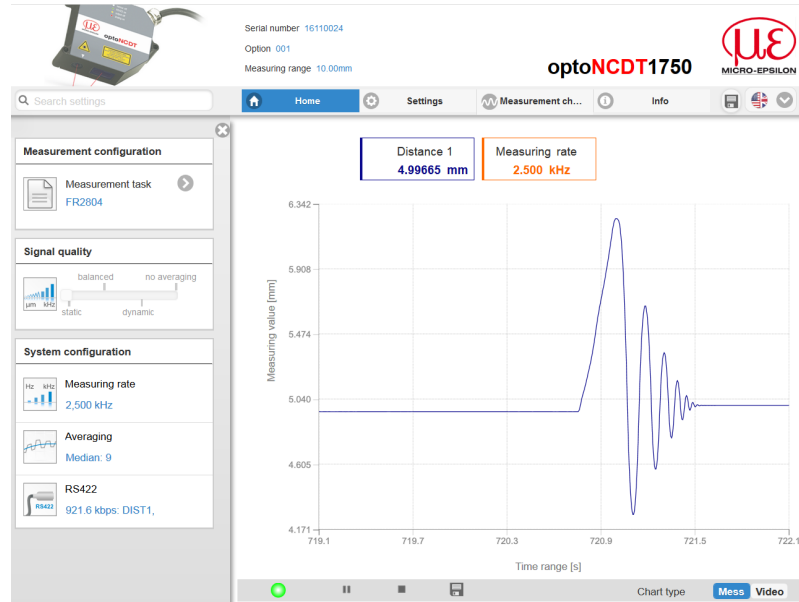 με
optoNCDT
Serial number 16110024
Option 001
Measuring range 10.00mm
optoNCDT1750
με
MICRO-EPSILON
Search settings
Home
Settings
Measurement ch...
Info
Measurement configuration
Measurement task
FR2804
Signal quality
balanced no averaging
μm kHz
static dynamic
System configuration
Hz kHz
Measuring rate
2,500 kHz
Averaging
Median: 9
RS422
RS422
921.6 kbps: DIST1,
Distance 1
4.99665 mm
Measuring rate
2.500 kHz
Measuring value [mm]
6.342
5.908
5.474
5.040
4.605
4.171
719.1 719.7 720.3 720.9 721.5 722.1
Time range [s]
Chart type
Mess Video